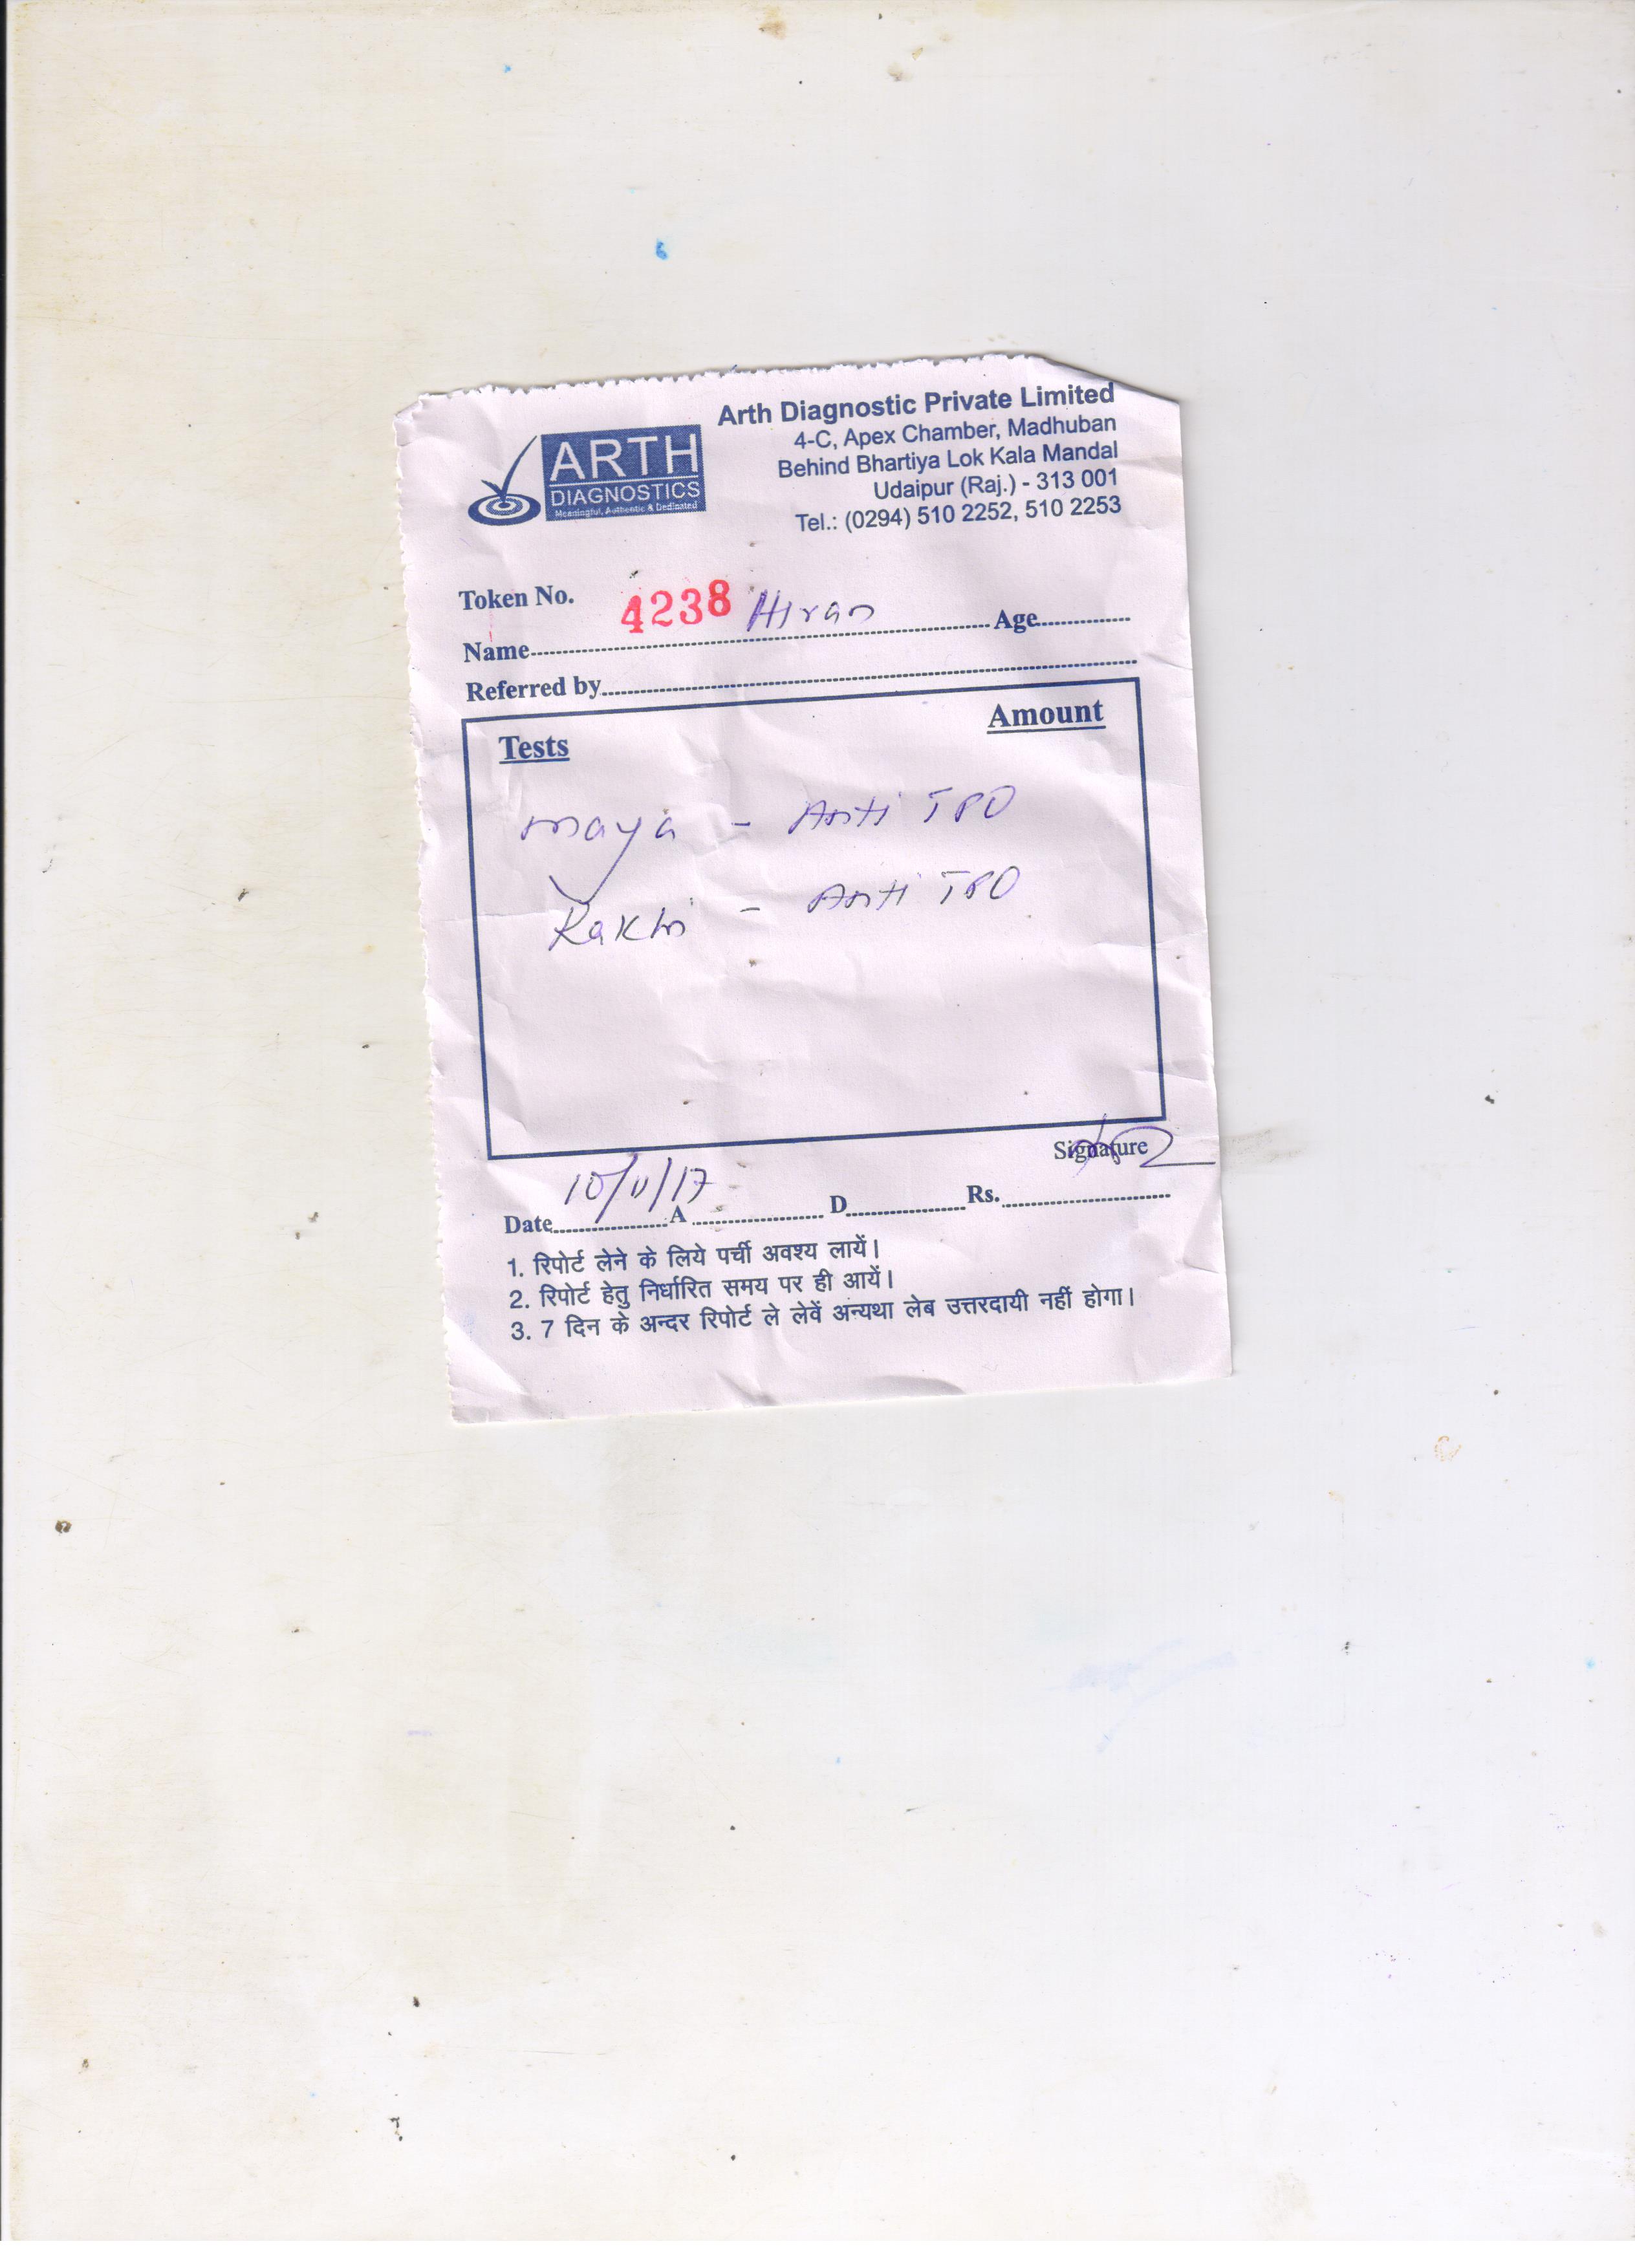 Arth Diagnostic Private Limited
4-C, Apex Chamber, Madhuban
Behind Bhartiya Lok Kala Mandal
Udaipur (Raj.) - 313 001
Tel.: (0294) 510 2252, 510 2253
ARTH
DIAGNOSTICS
Meaningful, Authentic & Dedicated
Token No. 4238
Name Hiran Age
Referred by
Tests Amount
Maya - Anti TPO
Rakhi - Anti TPO
Signature
Date 10/11/17 A D Rs.
1. रिपोर्ट लेने के लिये पर्ची अवश्य लायें।
2. रिपोर्ट हेतु निर्धारित समय पर ही आयें।
3. 7 दिन के अन्दर रिपोर्ट ले लेवें अन्यथा लेब उत्तरदायी नहीं होगा।